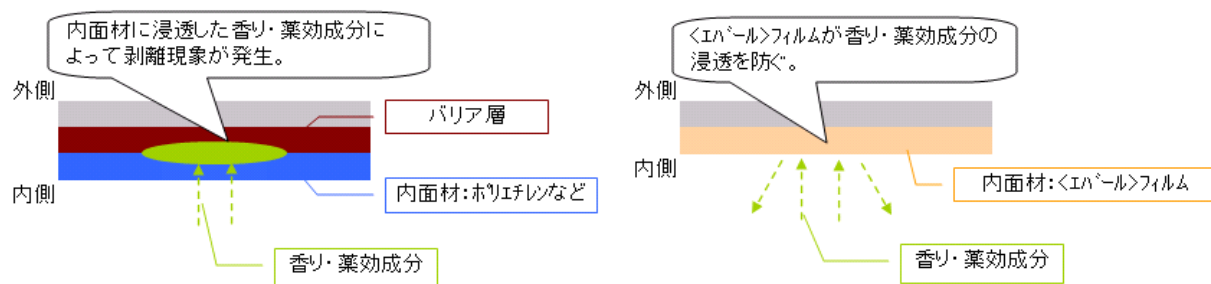 内面材に浸透した香り・薬効成分に
よって剥離現象が発生。
外側
バリア層
内側
内面材:ポリエチレンなど
香り・薬効成分
<エバール>フィルムが香り・薬効成分の
浸透を防ぐ。
外側
内側
内面材:<エバール>フィルム
香り・薬効成分